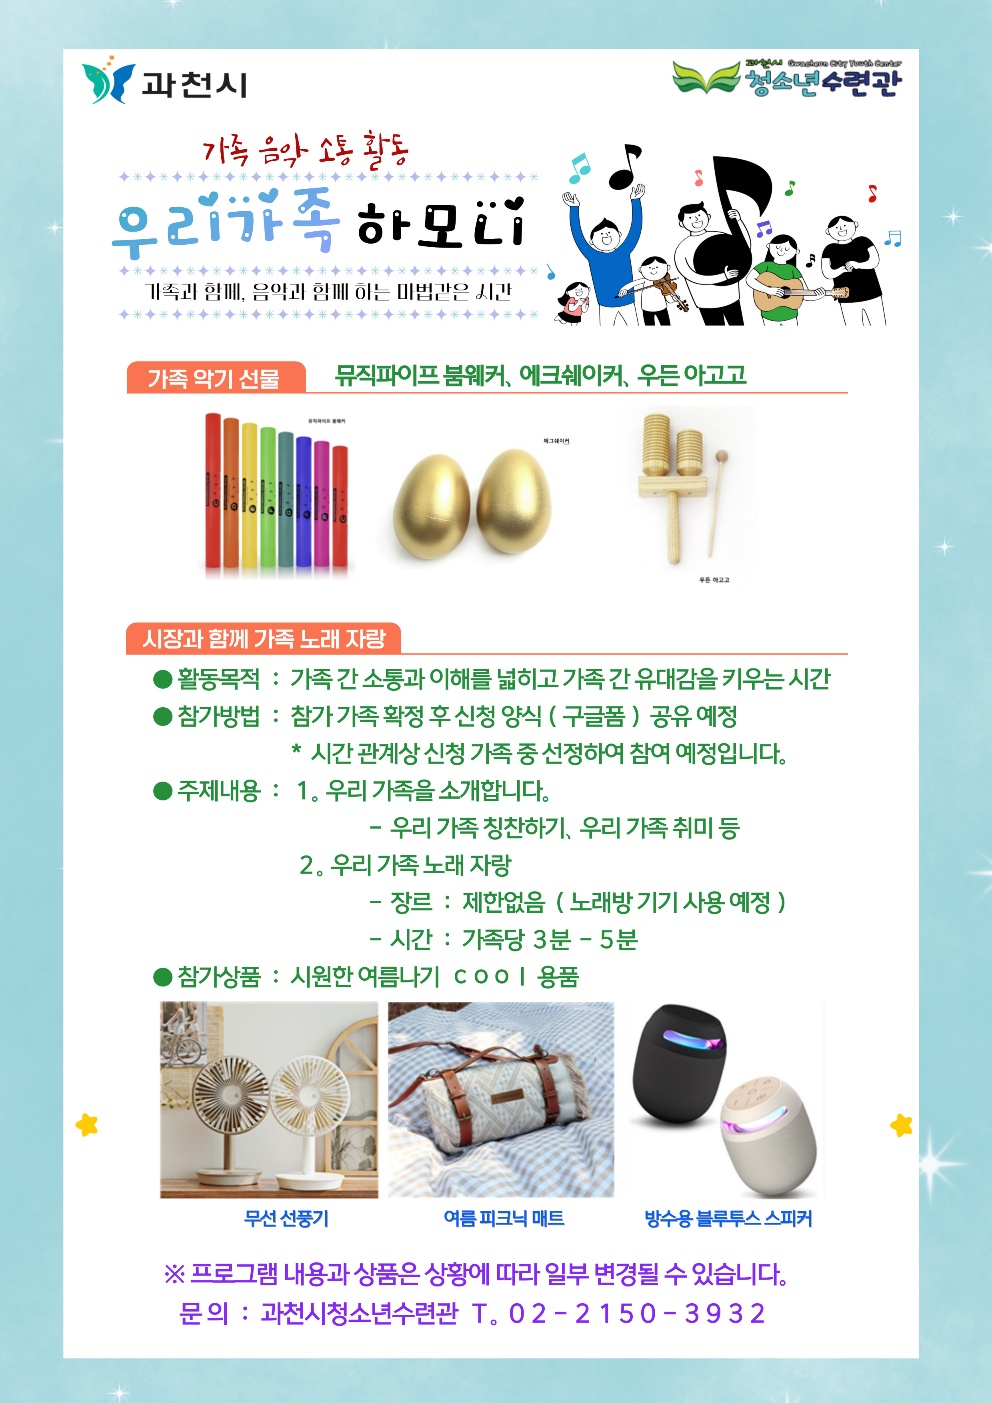 과천시
과천시 Gwacheon City Youth Center
청소년수련관
가족 음악 소통 활동
우리가족 하모니
가족과 함께, 음악과 함께 하는 마법같은 시간
가족 악기 선물
뮤직파이프 붐웨커、에크쉐이커、우든 아고고
뮤직파이프 붐웨커
에그쉐이커
우든 아고고
시장과 함께 가족 노래 자랑
● 활동목적 : 가족 간 소통과 이해를 넓히고 가족 간 유대감을 키우는 시간
● 참가방법 : 참가 가족 확정 후 신청 양식 ( 구글폼 ) 공유 예정
* 시간 관계상 신청 가족 중 선정하여 참여 예정입니다。
● 주제내용 : 1。우리 가족을 소개합니다。
- 우리 가족 칭찬하기、우리 가족 취미 등
2。우리 가족 노래 자랑
- 장르 : 제한없음 ( 노래방 기기 사용 예정 )
- 시간 : 가족당 3분 - 5분
● 참가상품 : 시원한 여름나기 cool 용품
무선 선풍기
여름 피크닉 매트
방수용 블루투스 스피커
※ 프로그램 내용과 상품은 상황에 따라 일부 변경될 수 있습니다。
문 의 : 과천시청소년수련관 T。02-2150-3932